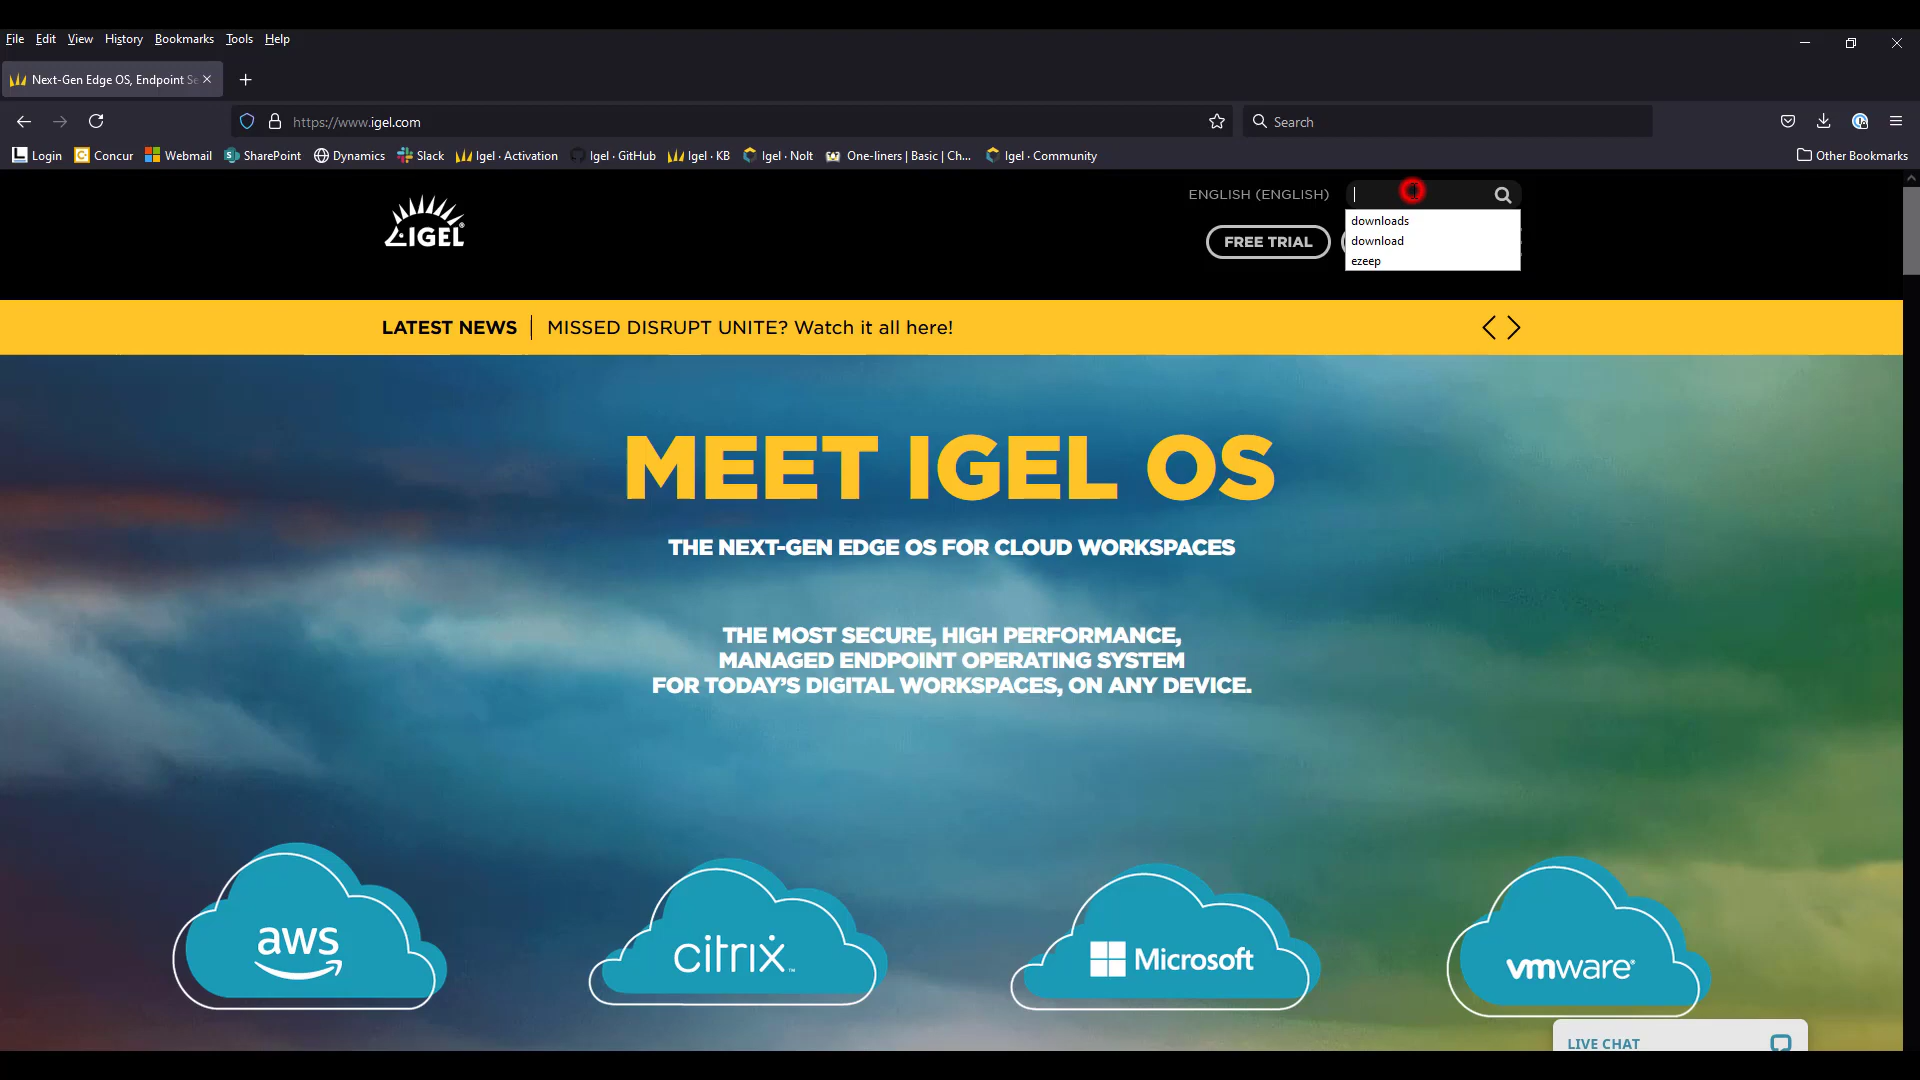 File Edit View History Bookmarks Tools Help
Next-Gen Edge OS, Endpoint Se
https://www.igel.com
Search
Login Concur Webmail SharePoint Dynamics Slack Igel · Activation Igel · GitHub Igel · KB Igel · Nolt One-liners | Basic | Ch... Igel · Community Other Bookmarks
IGEL
ENGLISH (ENGLISH)
FREE TRIAL
downloads
download
ezeep
LATEST NEWS MISSED DISRUPT UNITE? Watch it all here!
MEET IGEL OS
THE NEXT-GEN EDGE OS FOR CLOUD WORKSPACES
THE MOST SECURE, HIGH PERFORMANCE,
MANAGED ENDPOINT OPERATING SYSTEM
FOR TODAY'S DIGITAL WORKSPACES, ON ANY DEVICE.
aws
citrix™
Microsoft
vmware®
LIVE CHAT